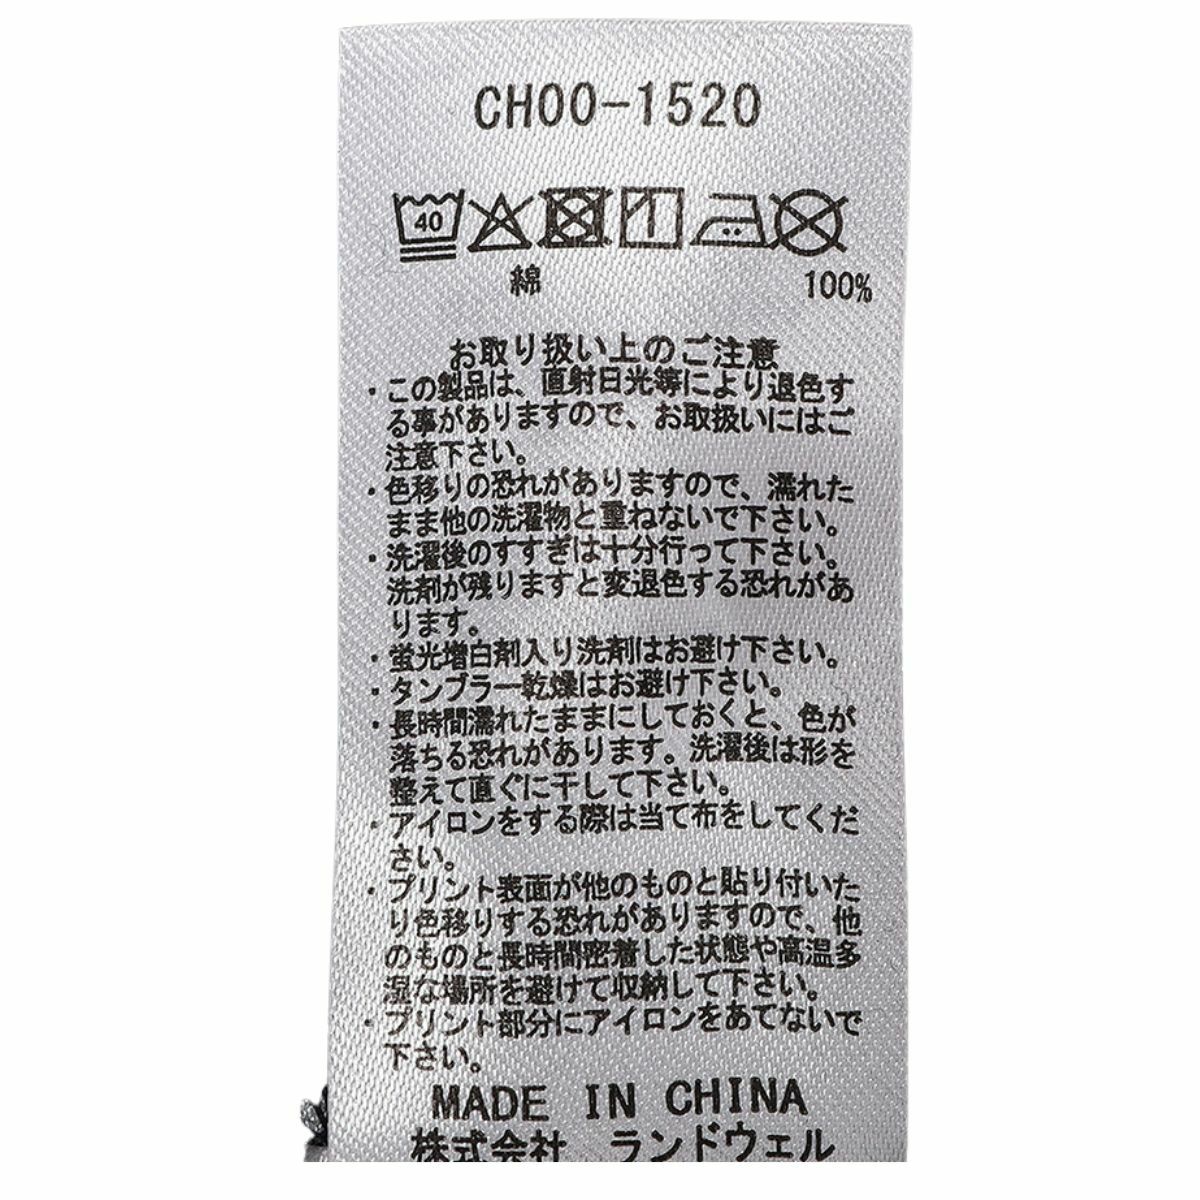 CH00-1520
40
綿 100%
お取り扱い上のご注意
・この製品は、直射日光等により退色す
る事がありますので、お取扱いにはご
注意下さい。
・色移りの恐れがありますので、濡れた
まま他の洗濯物と重ねないで下さい。
・洗濯後のすすぎは十分行って下さい。
洗剤が残りますと変退色する恐れがあ
ります。
・蛍光増白剤入り洗剤はお避け下さい。
・タンブラー乾燥はお避け下さい。
・長時間濡れたままにしておくと、色が
落ちる恐れがあります。洗濯後は形を
整えて直ぐに干して下さい。
・アイロンをする際は当て布をしてくだ
さい。
・プリント表面が他のものと貼り付いた
り色移りする恐れがありますので、他
のものと長時間密着した状態や高温多
湿な場所を避けて収納して下さい。
・プリント部分にアイロンをあてないで
下さい。
MADE IN CHINA
株式会社 ランドウェル